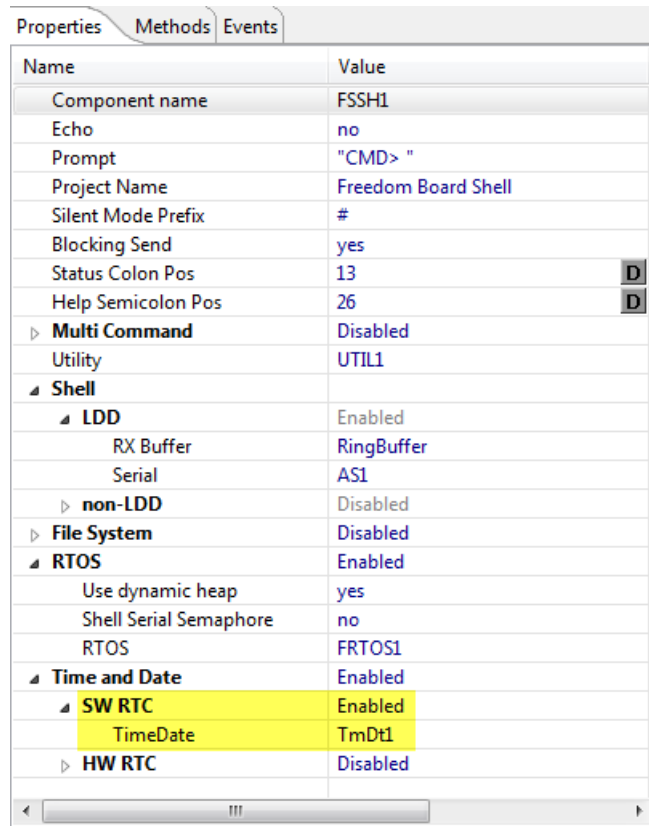 Properties Methods Events
Name Value
Component name FSSH1
Echo no
Prompt "CMD> "
Project Name Freedom Board Shell
Silent Mode Prefix #
Blocking Send yes
Status Colon Pos 13 D
Help Semicolon Pos 26 D
Multi Command Disabled
Utility UTIL1
Shell
LDD Enabled
RX Buffer RingBuffer
Serial AS1
non-LDD Disabled
File System Disabled
RTOS Enabled
Use dynamic heap yes
Shell Serial Semaphore no
RTOS FRTOS1
Time and Date Enabled
SW RTC Enabled
TimeDate TmDt1
HW RTC Disabled